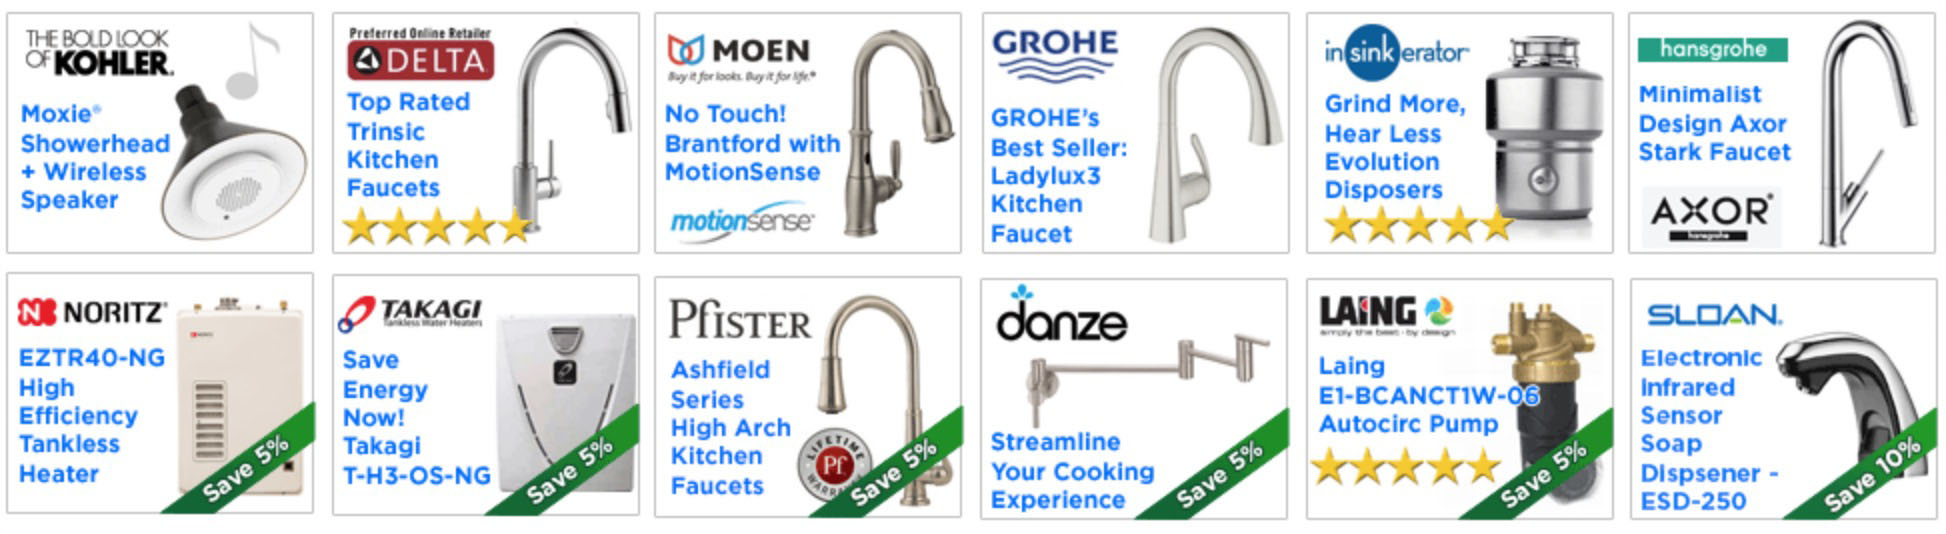 THE BOLD LOOK
OF KOHLER.
Moxie®
Showerhead
+ Wireless
Speaker
Preferred Online Retailer
DELTA
Top Rated
Trinsic
Kitchen
Faucets
MOEN
Buy it for looks. Buy it for life.®
No Touch!
Brantford with
MotionSense
motionsense™
GROHE
GROHE's
Best Seller:
Ladylux3
Kitchen
Faucet
insinkerator
Grind More,
Hear Less
Evolution
Disposers
hansgrohe
Minimalist
Design Axor
Stark Faucet
AXOR®
hansgrohe
NORITZ®
EZTR40-NG
High
Efficiency
Tankless
Heater
Save 5%
TAKAGI
Tankless Water Heaters
Save
Energy
Now!
Takagi
T-H3-OS-NG
Save 5%
PFISTER
Ashfield
Series
High Arch
Kitchen
Faucets
LIFETIME
Pf
WARRANTY
Save 5%
danze
Streamline
Your Cooking
Experience
Save 5%
LAING
simply the best - by design
Laing
E1-BCANCT1W-06
Autocirc Pump
Save 5%
SLOAN.
Electronic
Infrared
Sensor
Soap
Dispsener -
ESD-250
Save 10%